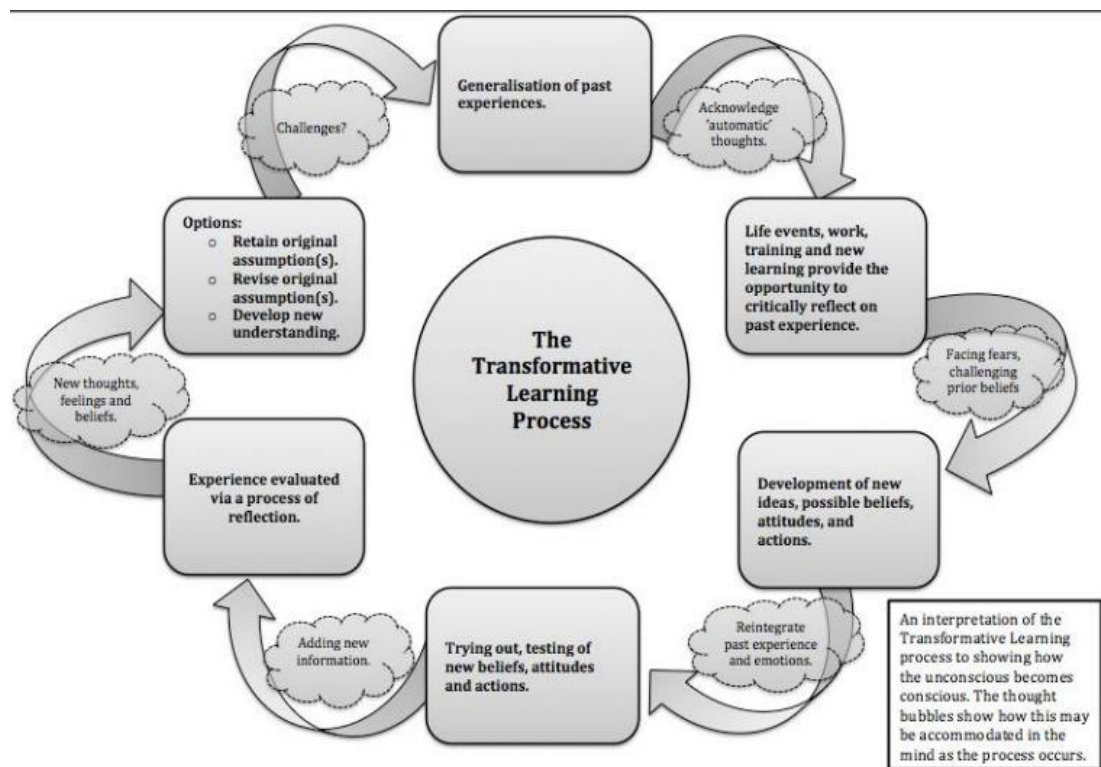 Generalisation of past
experiences.
Acknowledge
'automatic'
thoughts.
Life events, work,
training and new
learning provide the
opportunity to
critically reflect on
past experience.
Facing fears,
challenging
prior beliefs
Development of new
ideas, possible beliefs,
attitudes, and
actions.
Reintegrate
past experience
and emotions.
Trying out, testing of
new beliefs, attitudes
and actions.
Adding new
information.
Experience evaluated
via a process of
reflection.
New thoughts,
feelings and
beliefs.
Options:
o Retain original
assumption(s).
o Revise original
assumption(s).
o Develop new
understanding.
Challenges?
The
Transformative
Learning
Process
An interpretation of the
Transformative Learning
process to showing how
the unconscious becomes
conscious. The thought
bubbles show how this may
be accommodated in the
mind as the process occurs.